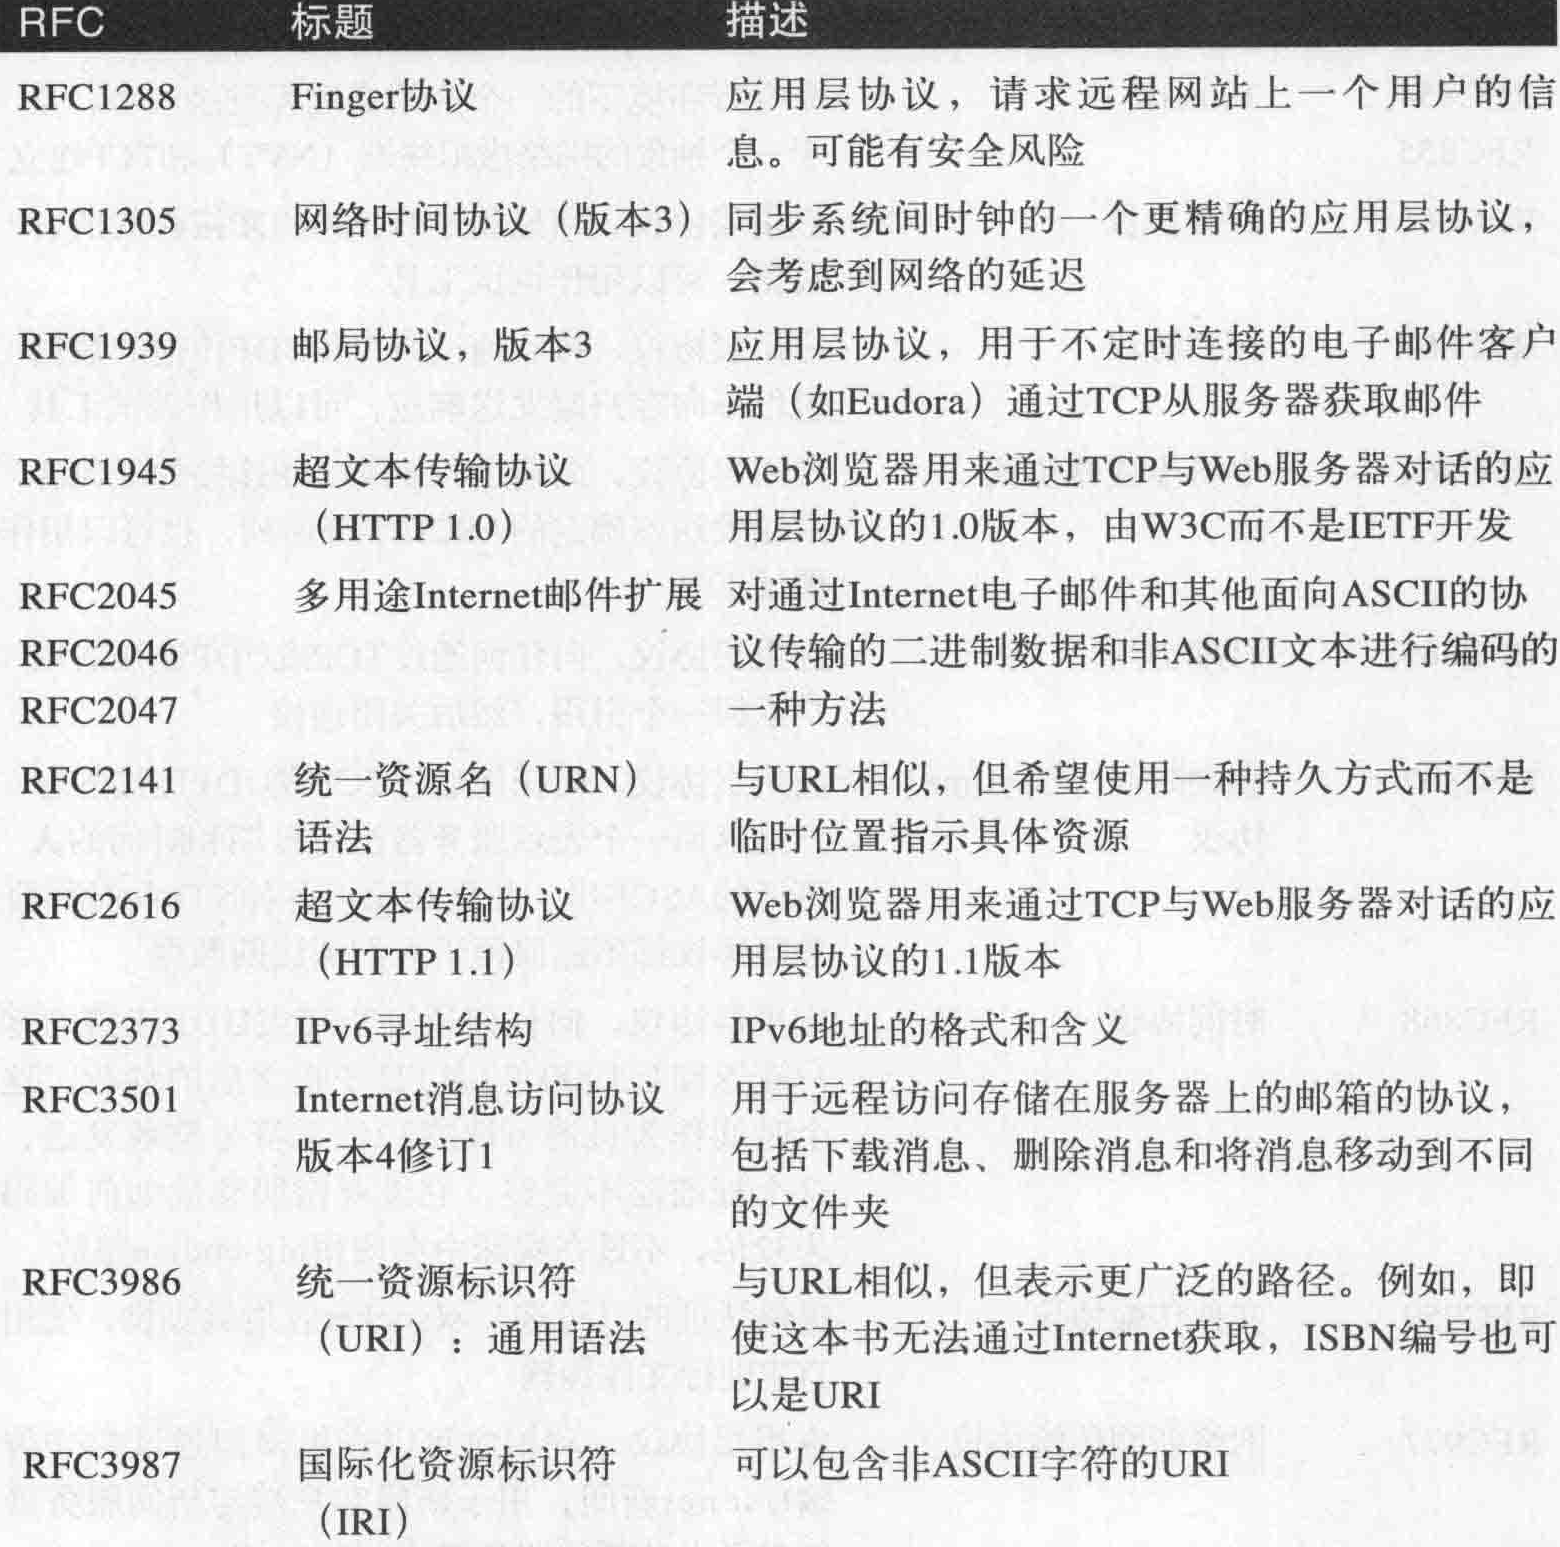 RFC 标题 描述
RFC1288 Finger协议 应用层协议，请求远程网站上一个用户的信
息。可能有安全风险
RFC1305 网络时间协议（版本3） 同步系统间时钟的一个更精确的应用层协议，
会考虑到网络的延迟
RFC1939 邮局协议，版本3 应用层协议，用于不定时连接的电子邮件客户
端（如Eudora）通过TCP从服务器获取邮件
RFC1945 超文本传输协议 Web浏览器用来通过TCP与Web服务器对话的应
（HTTP 1.0） 用层协议的1.0版本，由W3C而不是IETF开发
RFC2045 多用途Internet邮件扩展 对通过Internet电子邮件和其他面向ASCII的协
RFC2046 议传输的二进制数据和非ASCII文本进行编码的
RFC2047 一种方法
RFC2141 统一资源名（URN） 与URL相似，但希望使用一种持久方式而不是
语法 临时位置指示具体资源
RFC2616 超文本传输协议 Web浏览器用来通过TCP与Web服务器对话的应
（HTTP 1.1） 用层协议的1.1版本
RFC2373 IPv6寻址结构 IPv6地址的格式和含义
RFC3501 Internet消息访问协议 用于远程访问存储在服务器上的邮箱的协议，
版本4修订1 包括下载消息、删除消息和将消息移动到不同
的文件夹
RFC3986 统一资源标识符 与URL相似，但表示更广泛的路径。例如，即
（URI）：通用语法 使这本书无法通过Internet获取，ISBN编号也可
以是URI
RFC3987 国际化资源标识符 可以包含非ASCII字符的URI
（IRI）